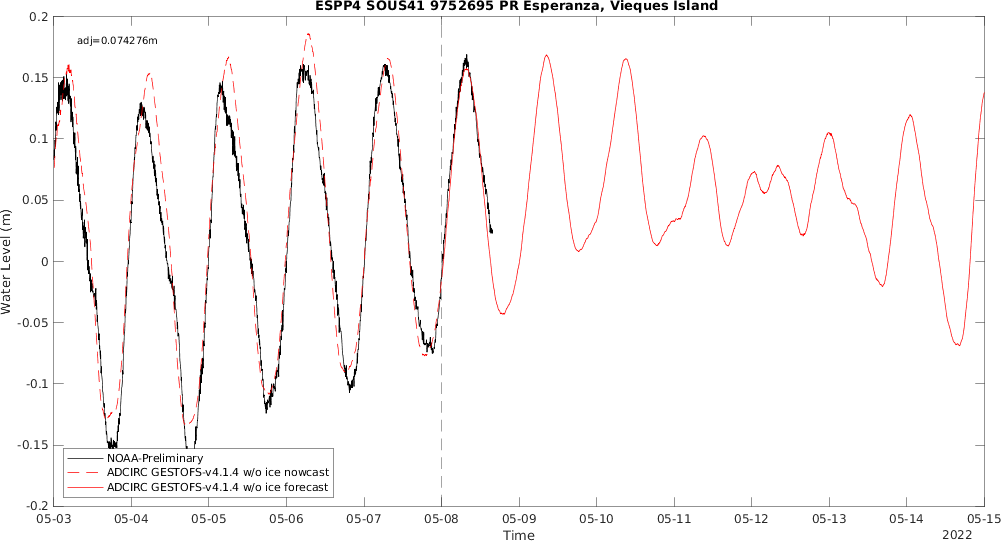 ESPP4 SOUS41 9752695 PR Esperanza, Vieques Island
adj=0.074276m
0.2
0.15
0.1
0.05
0
-0.05
-0.1
-0.15
-0.2
Water Level (m)
NOAA-Preliminary
ADCIRC GESTOFS-v4.1.4 w/o ice nowcast
ADCIRC GESTOFS-v4.1.4 w/o ice forecast
05-03 05-04 05-05 05-06 05-07 05-08 05-09 05-10 05-11 05-12 05-13 05-14 05-15
Time
2022